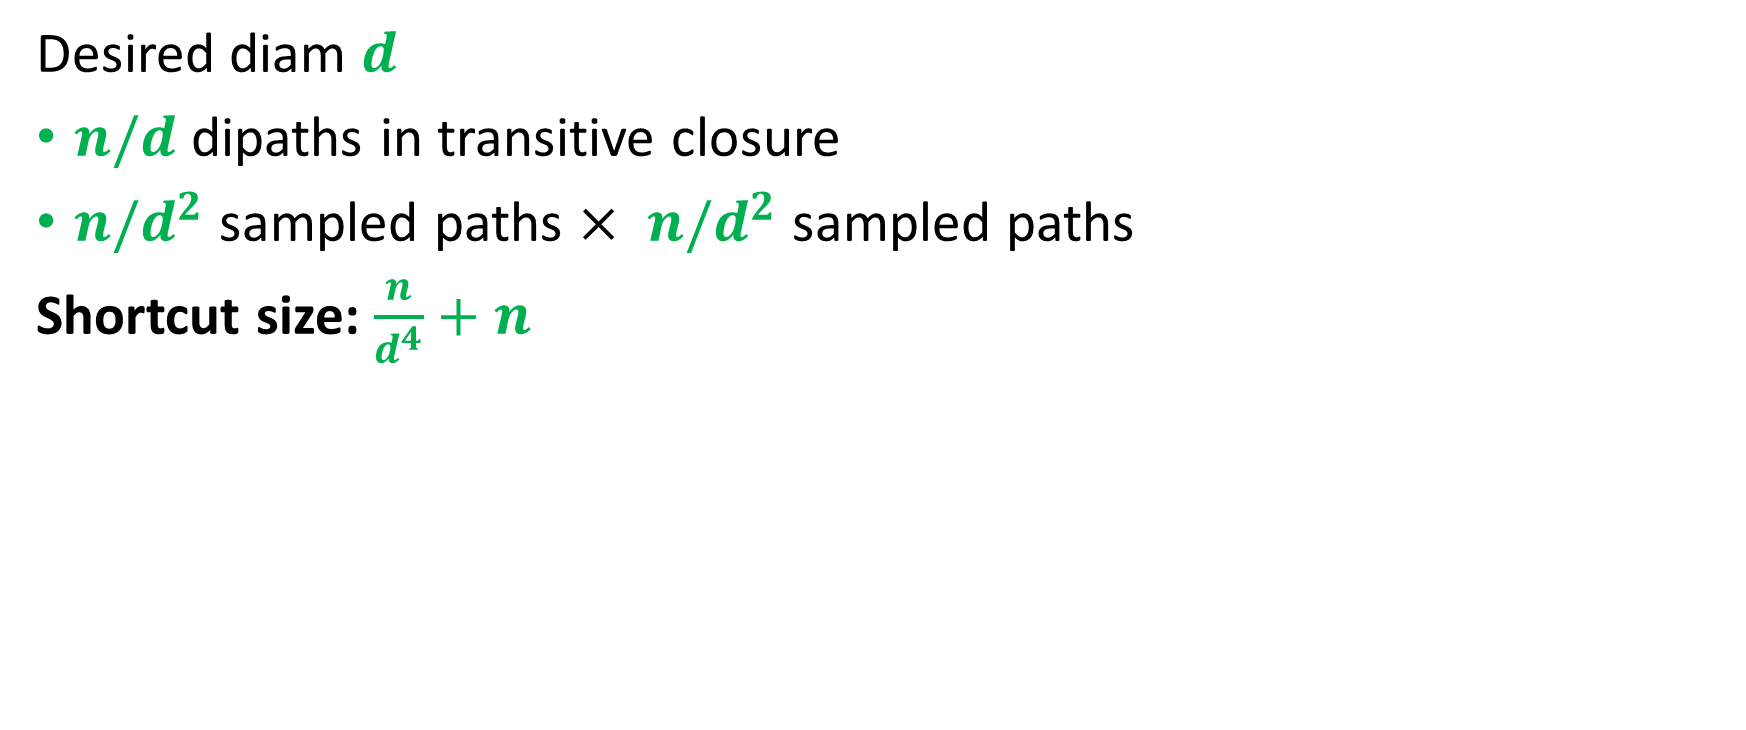 Desired diam d
• n/d dipaths in transitive closure
• n/d² sampled paths × n/d² sampled paths
Shortcut size: n/d⁴ + n